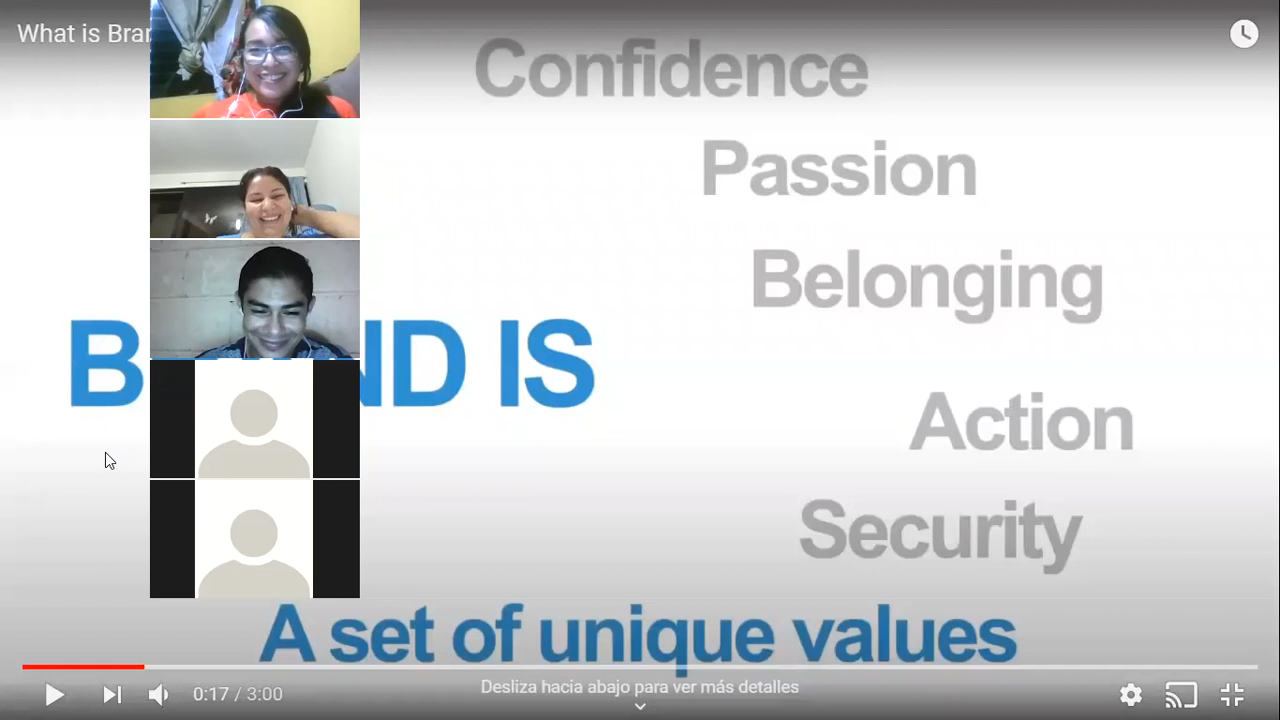 What is Bra
Confidence
Passion
Belonging
B ND IS
Action
Security
A set of unique values
0:17 / 3:00
Desliza hacia abajo para ver más detalles